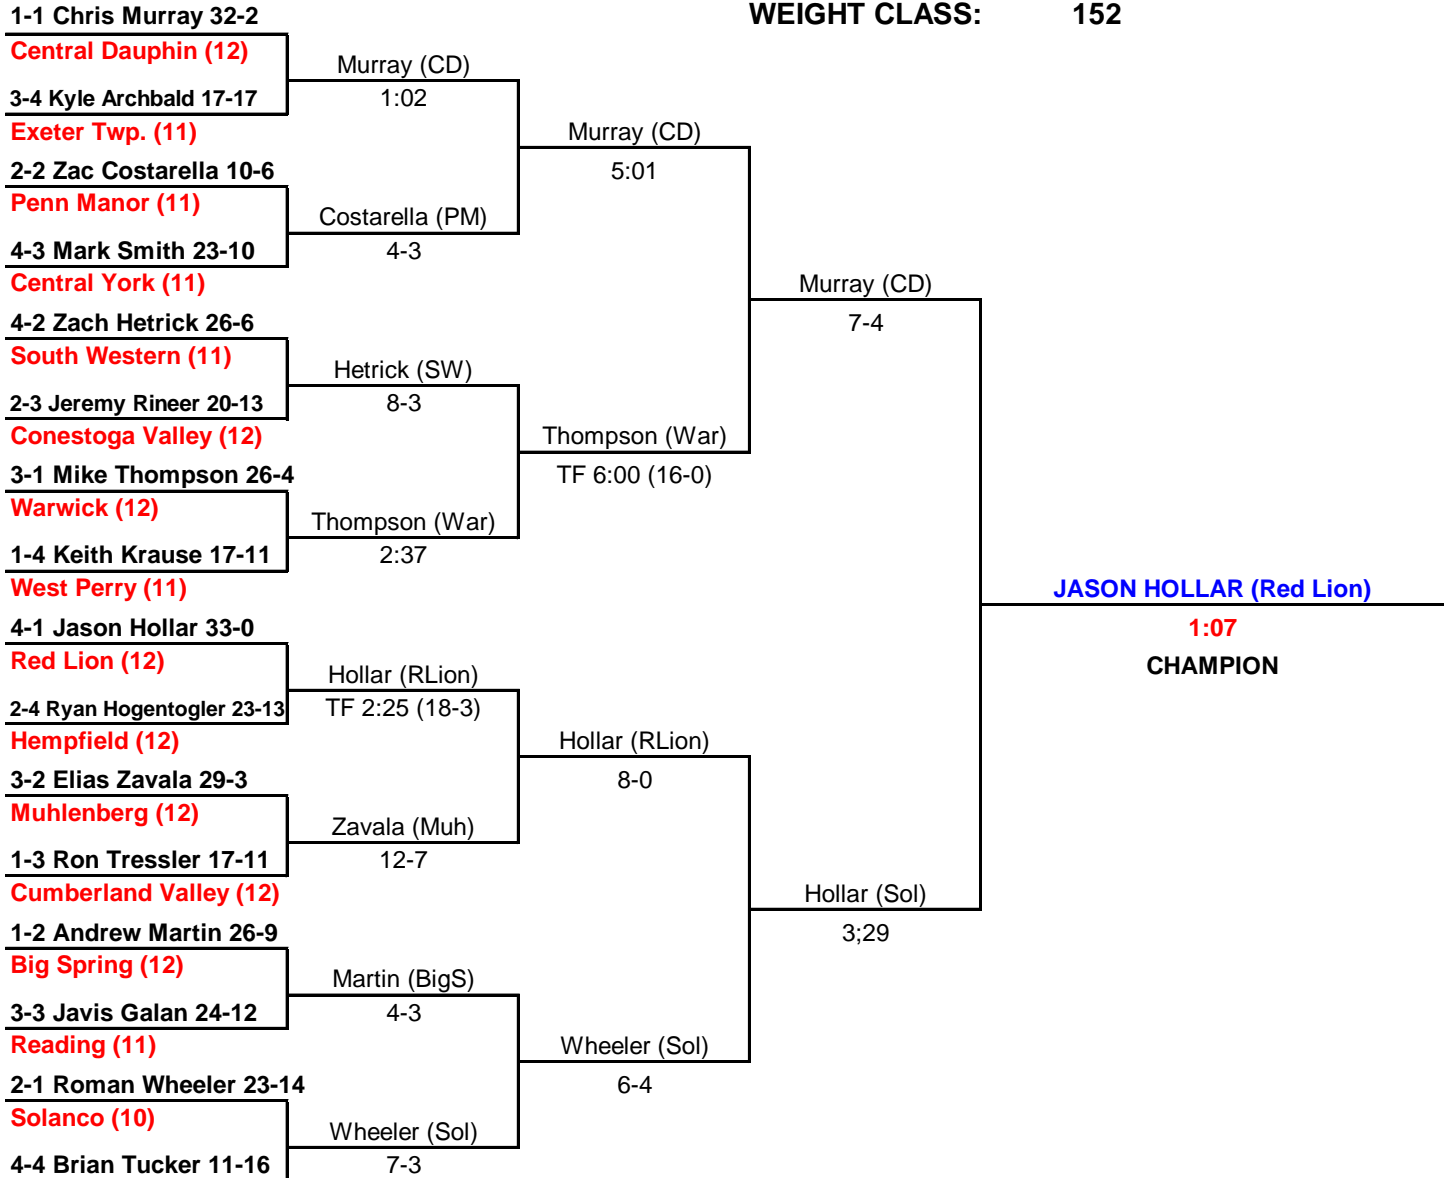 1-1 Chris Murray 32-2
WEIGHT CLASS: 152
Central Dauphin (12)
Murray (CD)
3-4 Kyle Archbald 17-17
1:02
Exeter Twp. (11)
Murray (CD)
2-2 Zac Costarella 10-6
5:01
Penn Manor (11)
Costarella (PM)
4-3 Mark Smith 23-10
4-3
Central York (11)
Murray (CD)
4-2 Zach Hetrick 26-6
7-4
South Western (11)
Hetrick (SW)
2-3 Jeremy Rineer 20-13
8-3
Conestoga Valley (12)
Thompson (War)
3-1 Mike Thompson 26-4
TF 6:00 (16-0)
Warwick (12)
Thompson (War)
1-4 Keith Krause 17-11
2:37
West Perry (11)
JASON HOLLAR (Red Lion)
4-1 Jason Hollar 33-0
1:07
Red Lion (12)
CHAMPION
Hollar (RLion)
2-4 Ryan Hogentogler 23-13
TF 2:25 (18-3)
Hempfield (12)
Hollar (RLion)
3-2 Elias Zavala 29-3
8-0
Muhlenberg (12)
Zavala (Muh)
1-3 Ron Tressler 17-11
12-7
Cumberland Valley (12)
Hollar (Sol)
1-2 Andrew Martin 26-9
3;29
Big Spring (12)
Martin (BigS)
3-3 Javis Galan 24-12
4-3
Reading (11)
Wheeler (Sol)
2-1 Roman Wheeler 23-14
6-4
Solanco (10)
Wheeler (Sol)
4-4 Brian Tucker 11-16
7-3